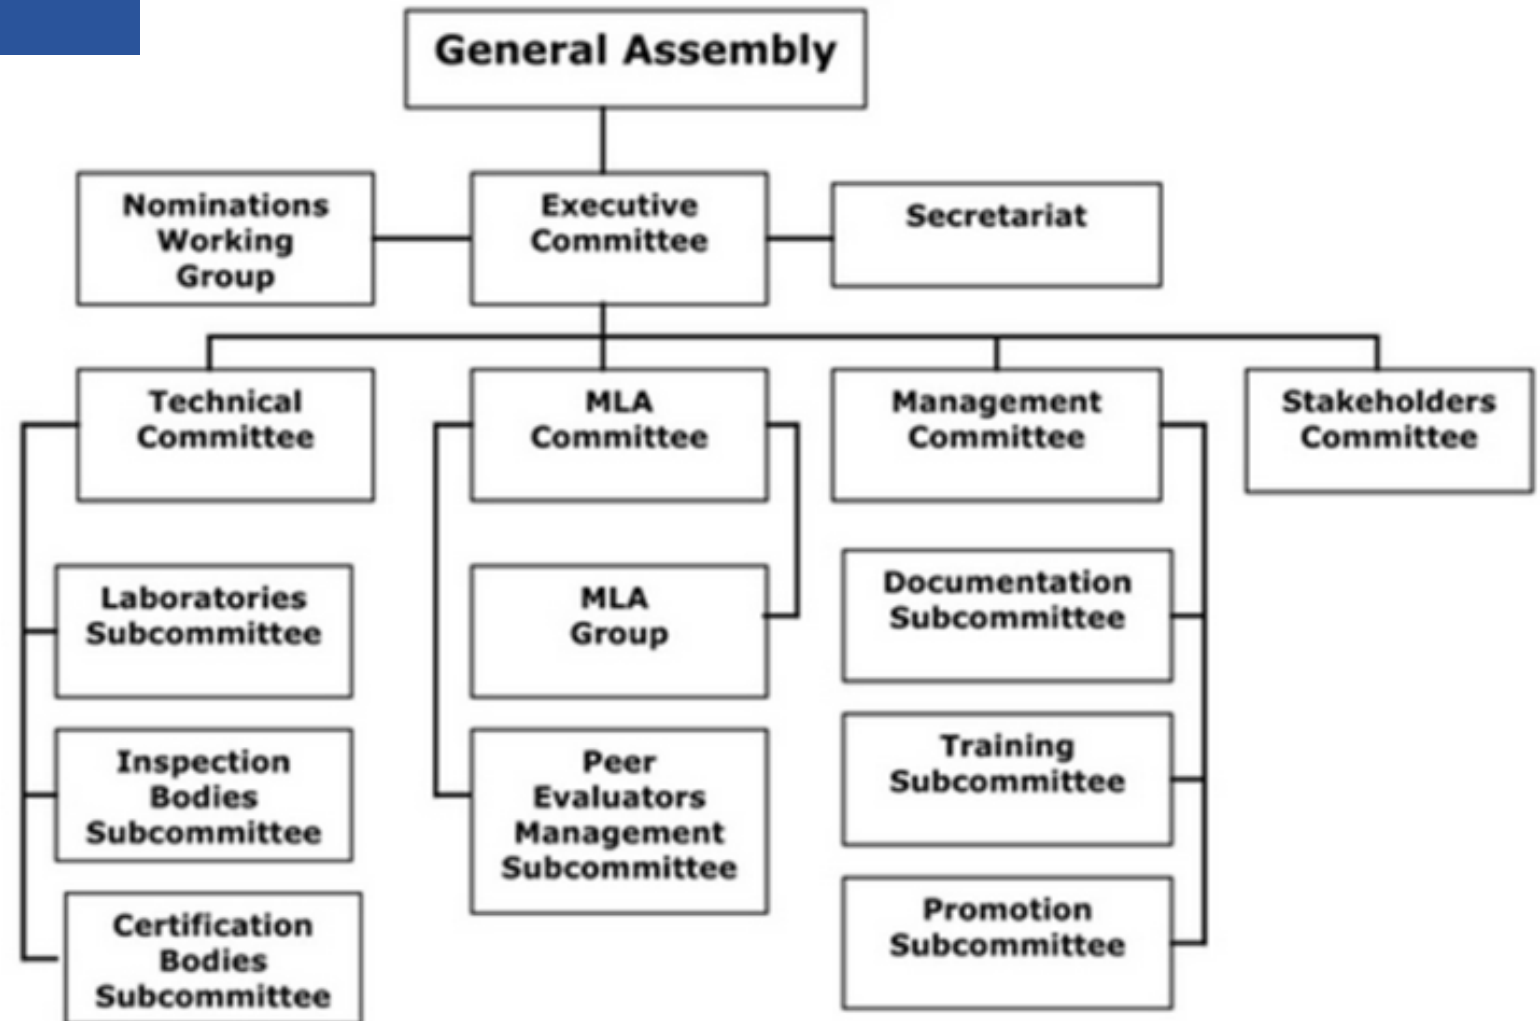 General Assembly
Nominations
Working
Group
Executive
Committee
Secretariat
Technical
Committee
MLA
Committee
Management
Committee
Stakeholders
Committee
Laboratories
Subcommittee
MLA
Group
Documentation
Subcommittee
Inspection
Bodies
Subcommittee
Peer
Evaluators
Management
Subcommittee
Training
Subcommittee
Certification
Bodies
Subcommittee
Promotion
Subcommittee